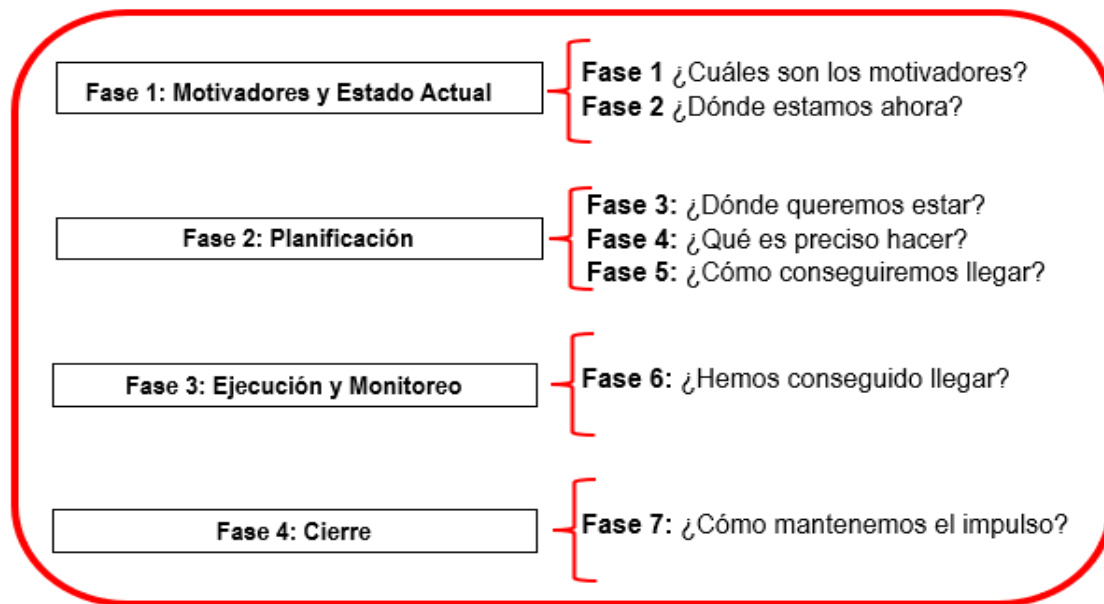 Fase 1: Motivadores y Estado Actual
Fase 1 ¿Cuáles son los motivadores?
Fase 2 ¿Dónde estamos ahora?
Fase 2: Planificación
Fase 3: ¿Dónde queremos estar?
Fase 4: ¿Qué es preciso hacer?
Fase 5: ¿Cómo conseguiremos llegar?
Fase 3: Ejecución y Monitoreo
Fase 6: ¿Hemos conseguido llegar?
Fase 4: Cierre
Fase 7: ¿Cómo mantenemos el impulso?